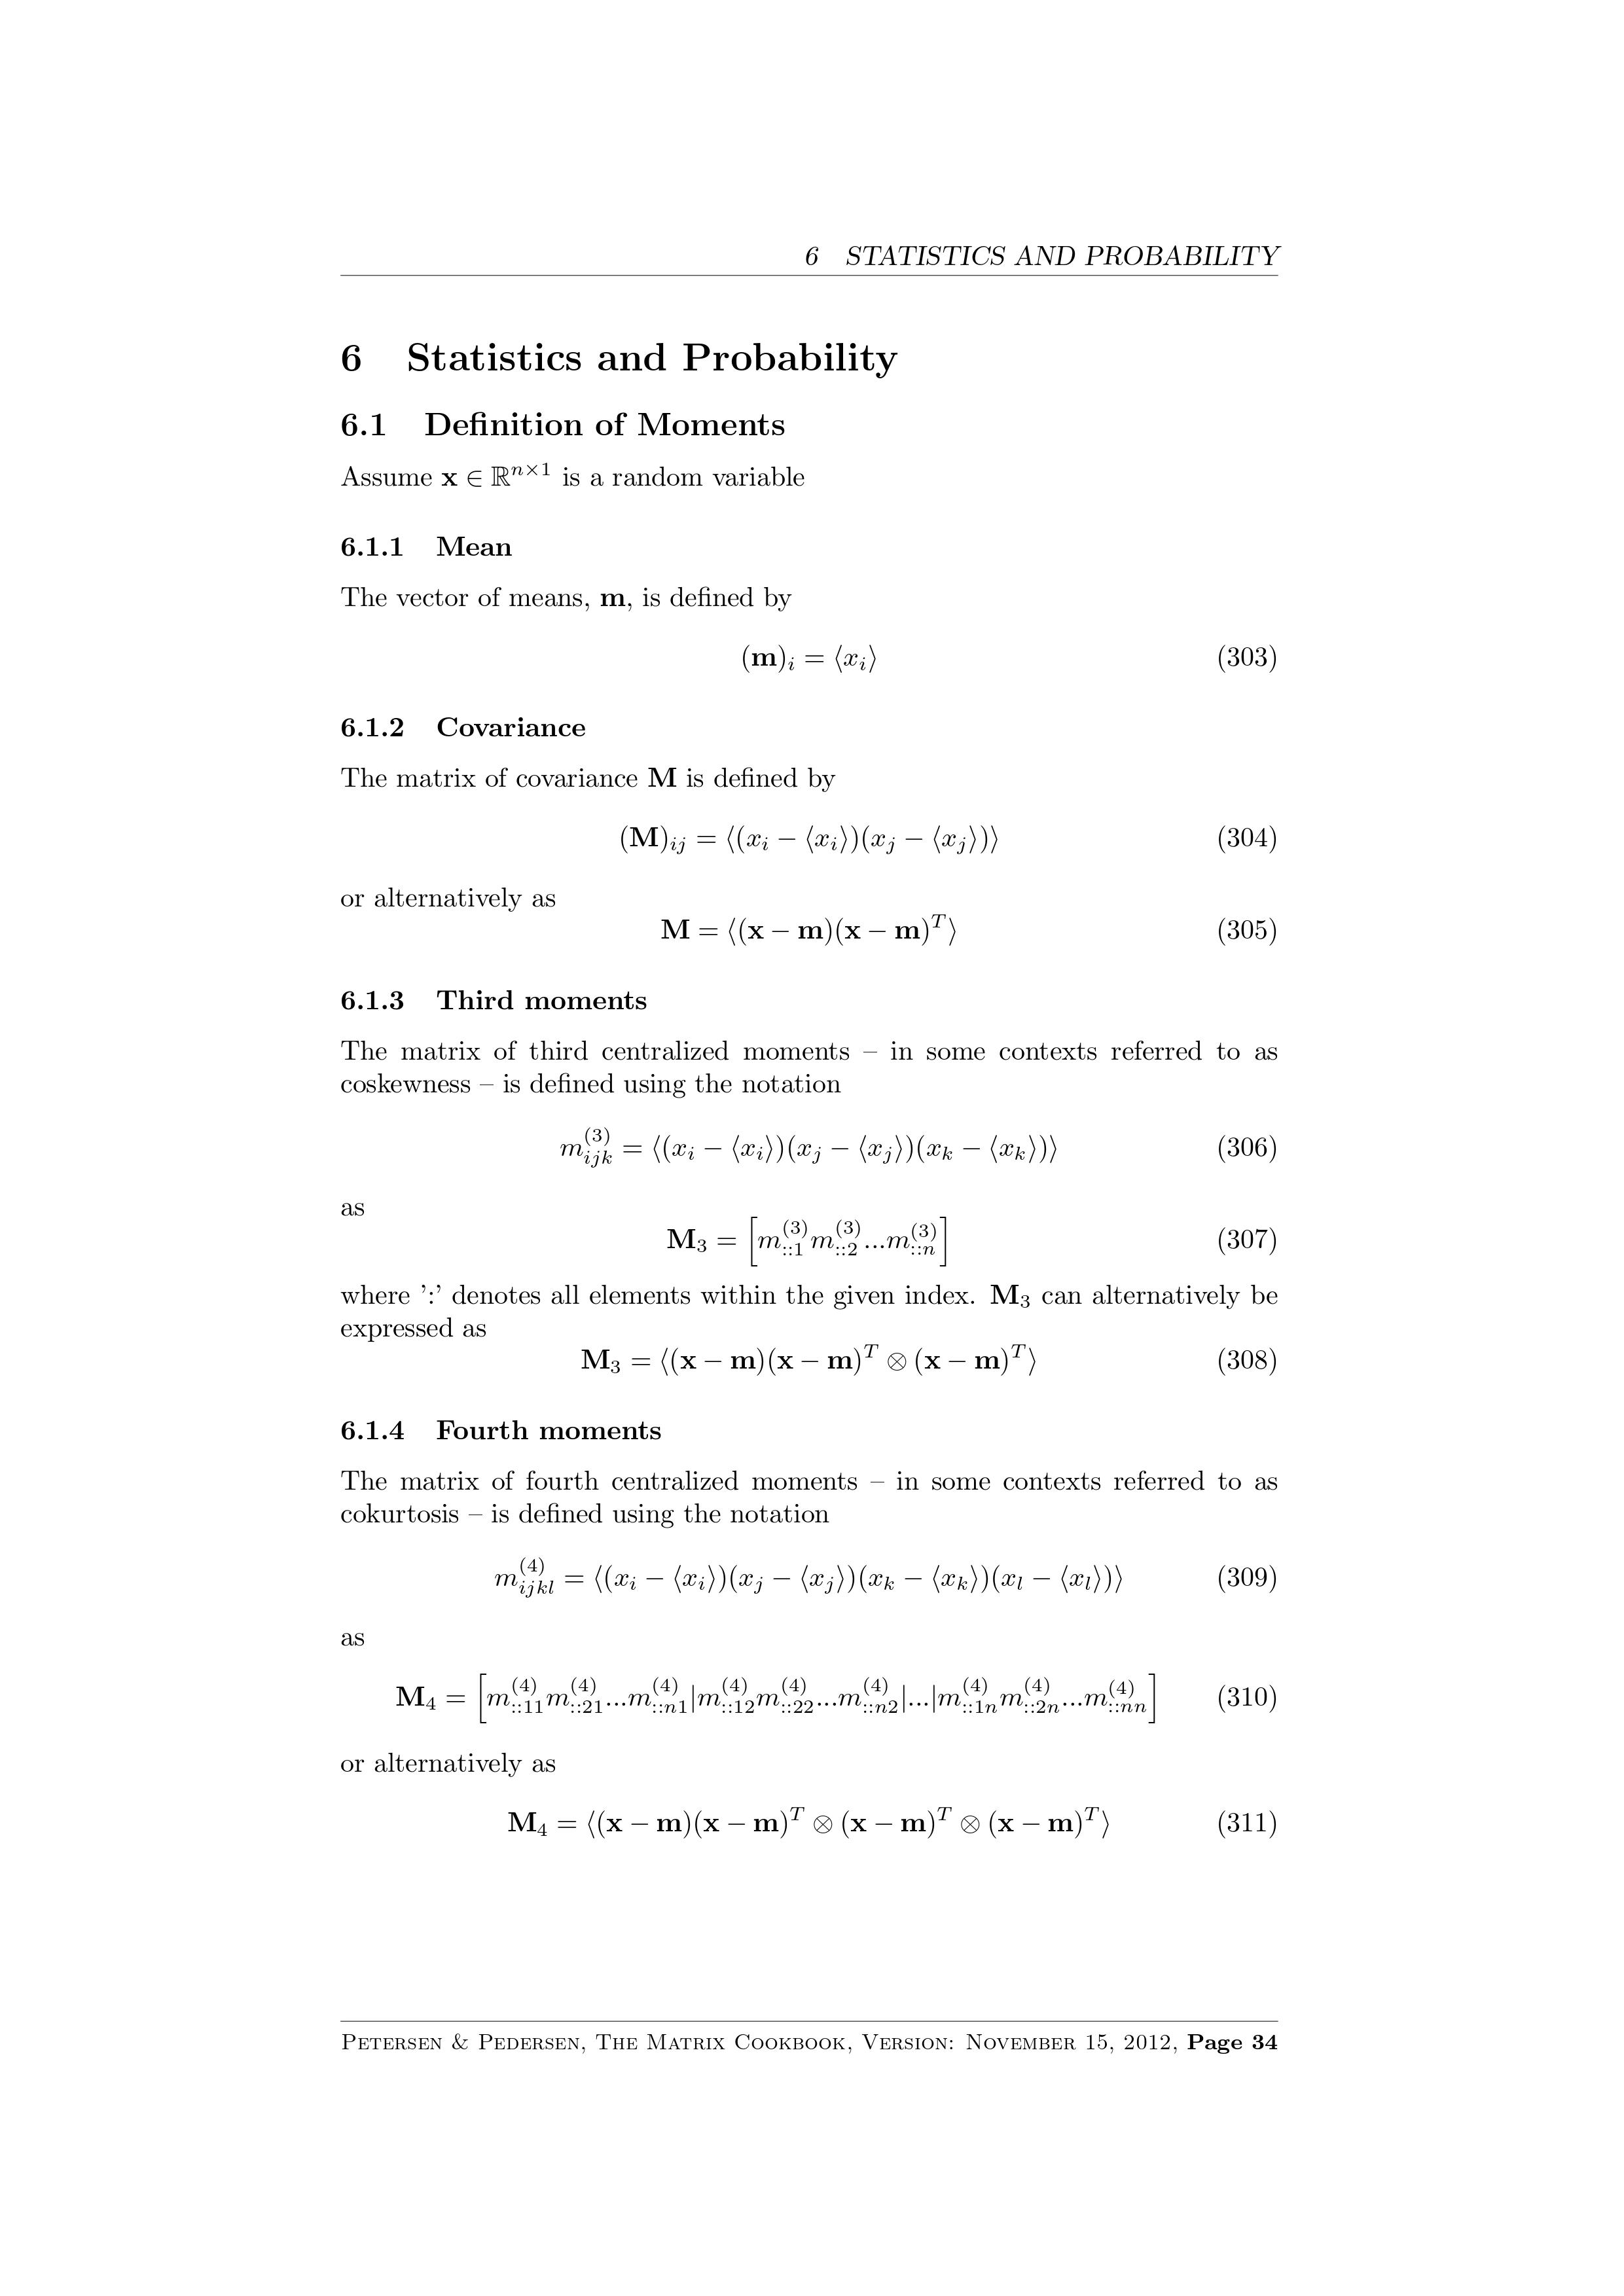 6 STATISTICS AND PROBABILITY
6 Statistics and Probability
6.1 Definition of Moments
Assume $\mathbf{x} \in \mathbb{R}^{n \times 1}$ is a random variable
6.1.1 Mean
The vector of means, $\mathbf{m}$, is defined by
$(\mathbf{m})_i = \langle x_i \rangle$ (303)
6.1.2 Covariance
The matrix of covariance $\mathbf{M}$ is defined by
$(\mathbf{M})_{ij} = \langle (x_i - \langle x_i \rangle)(x_j - \langle x_j \rangle) \rangle$ (304)
or alternatively as
$\mathbf{M} = \langle (\mathbf{x} - \mathbf{m})(\mathbf{x} - \mathbf{m})^T \rangle$ (305)
6.1.3 Third moments
The matrix of third centralized moments – in some contexts referred to as
coskewness – is defined using the notation
$m^{(3)}_{ijk} = \langle (x_i - \langle x_i \rangle)(x_j - \langle x_j \rangle)(x_k - \langle x_k \rangle) \rangle$ (306)
as
$\mathbf{M}_3 = \left[ m^{(3)}_{::1} m^{(3)}_{::2} ... m^{(3)}_{::n} \right]$ (307)
where ':' denotes all elements within the given index. $\mathbf{M}_3$ can alternatively be
expressed as
$\mathbf{M}_3 = \langle (\mathbf{x} - \mathbf{m})(\mathbf{x} - \mathbf{m})^T \otimes (\mathbf{x} - \mathbf{m})^T \rangle$ (308)
6.1.4 Fourth moments
The matrix of fourth centralized moments – in some contexts referred to as
cokurtosis – is defined using the notation
$m^{(4)}_{ijkl} = \langle (x_i - \langle x_i \rangle)(x_j - \langle x_j \rangle)(x_k - \langle x_k \rangle)(x_l - \langle x_l \rangle) \rangle$ (309)
as
$\mathbf{M}_4 = \left[ m^{(4)}_{::11} m^{(4)}_{::21} ... m^{(4)}_{::n1} | m^{(4)}_{::12} m^{(4)}_{::22} ... m^{(4)}_{::n2} | ... | m^{(4)}_{::1n} m^{(4)}_{::2n} ... m^{(4)}_{::nn} \right]$ (310)
or alternatively as
$\mathbf{M}_4 = \langle (\mathbf{x} - \mathbf{m})(\mathbf{x} - \mathbf{m})^T \otimes (\mathbf{x} - \mathbf{m})^T \otimes (\mathbf{x} - \mathbf{m})^T \rangle$ (311)
PETERSEN & PEDERSEN, THE MATRIX COOKBOOK, VERSION: NOVEMBER 15, 2012, Page 34